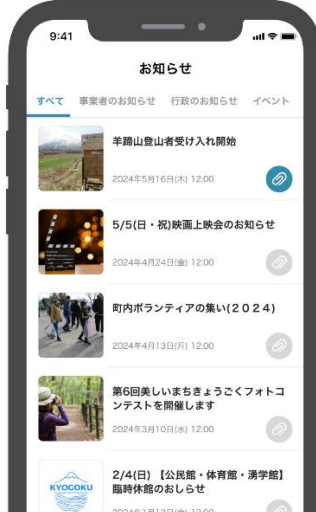 9:41
お知らせ
すべて 事業者のお知らせ 行政のお知らせ イベント
羊蹄山登山者受け入れ開始
2024年5月16日(木) 12:00
5/5(日・祝)映画上映会のお知らせ
2024年4月24日(金) 12:00
町内ボランティアの集い(２０２４)
2024年4月13日(月) 12:00
第6回美しいまちきょうごくフォトコ
ンテストを開催します
2024年3月10日(水) 12:00
KYOGOKU
2/4(日) 【公民館・体育館・湧学館】
臨時休館のおしらせ